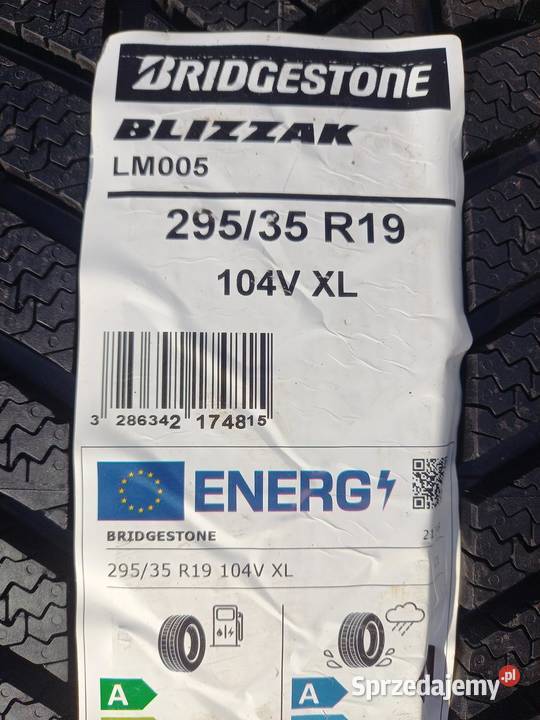 BRIDGESTONE
BLIZZAK
LM005
295/35 R19
104V XL
3 286342 174815
ENERG
BRIDGESTONE
295/35 R19 104V XL
A A
Sprzedajemy.pl